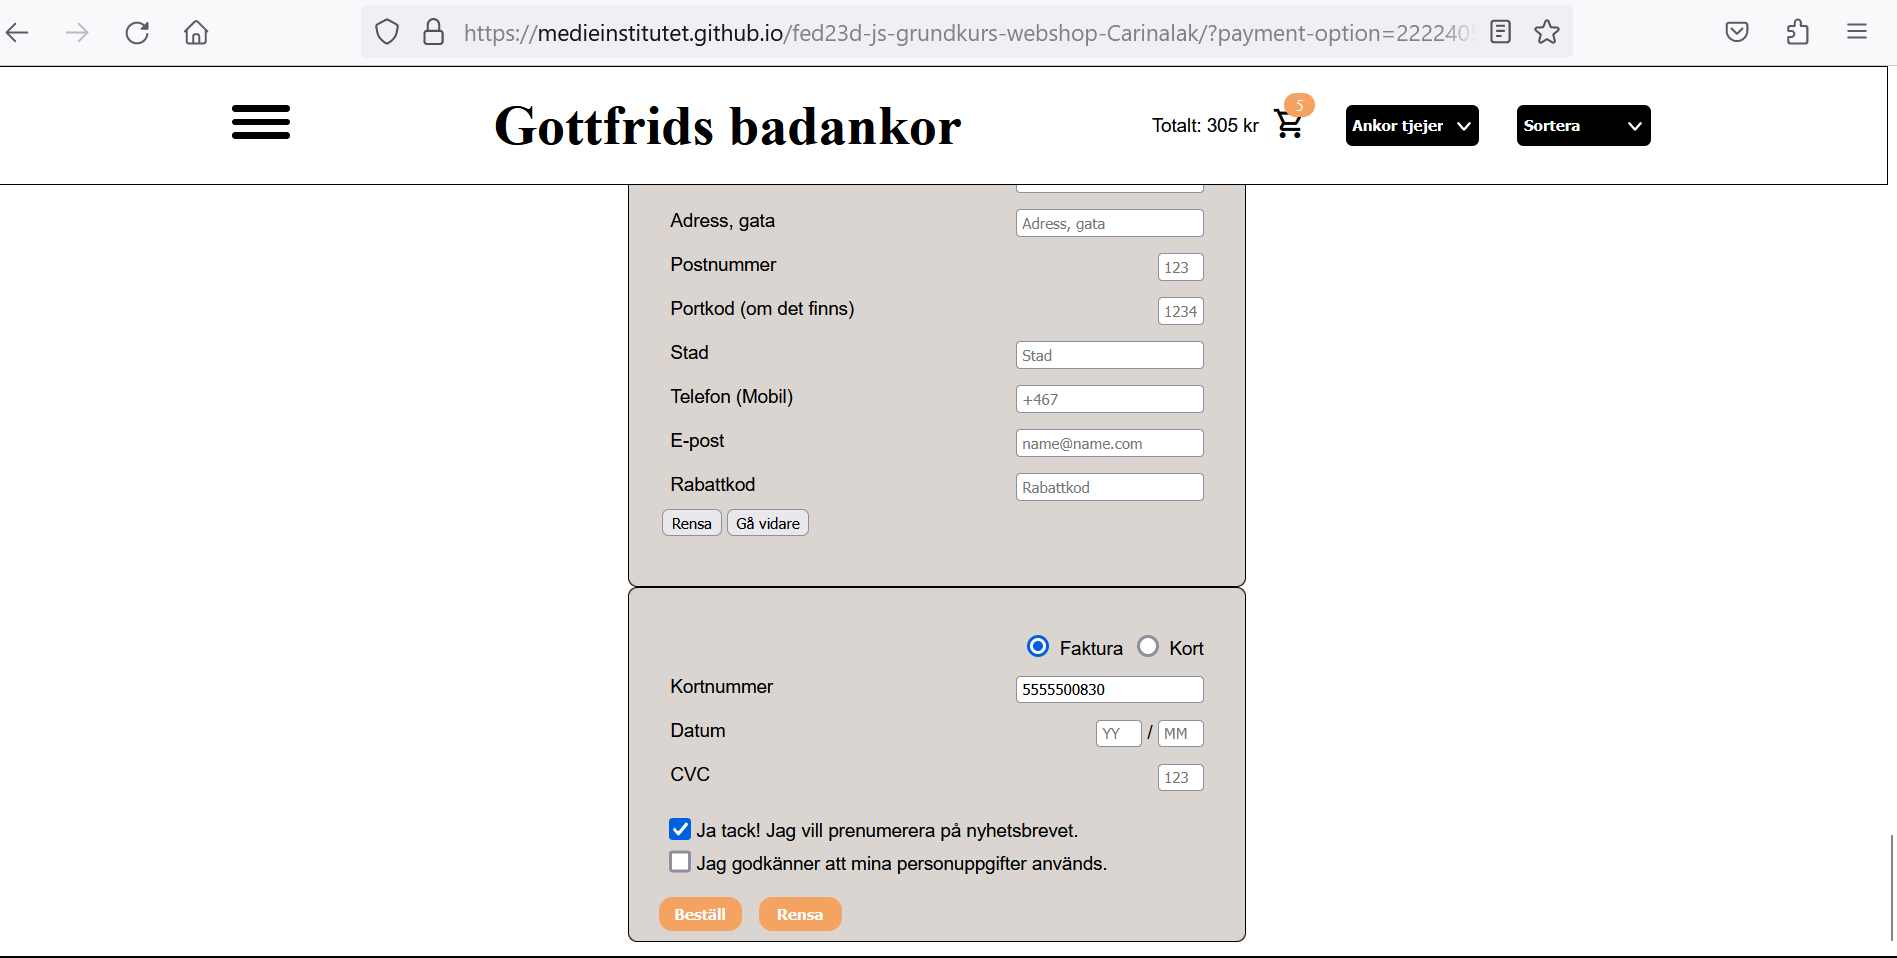 https://medieinstitutet.github.io/fed23d-js-grundkurs-webshop-Carinalak/?payment-option=222240
Gottfrids badankor
Totalt: 305 kr
5
Ankor tjejer
Sortera
Adress, gata
Adress, gata
Postnummer
123
Portkod (om det finns)
1234
Stad
Stad
Telefon (Mobil)
+467
E-post
name@name.com
Rabattkod
Rabattkod
Rensa
Gå vidare
Faktura
Kort
Kortnummer
5555500830
Datum
YY / MM
CVC
123
Ja tack! Jag vill prenumerera på nyhetsbrevet.
Jag godkänner att mina personuppgifter används.
Beställ
Rensa